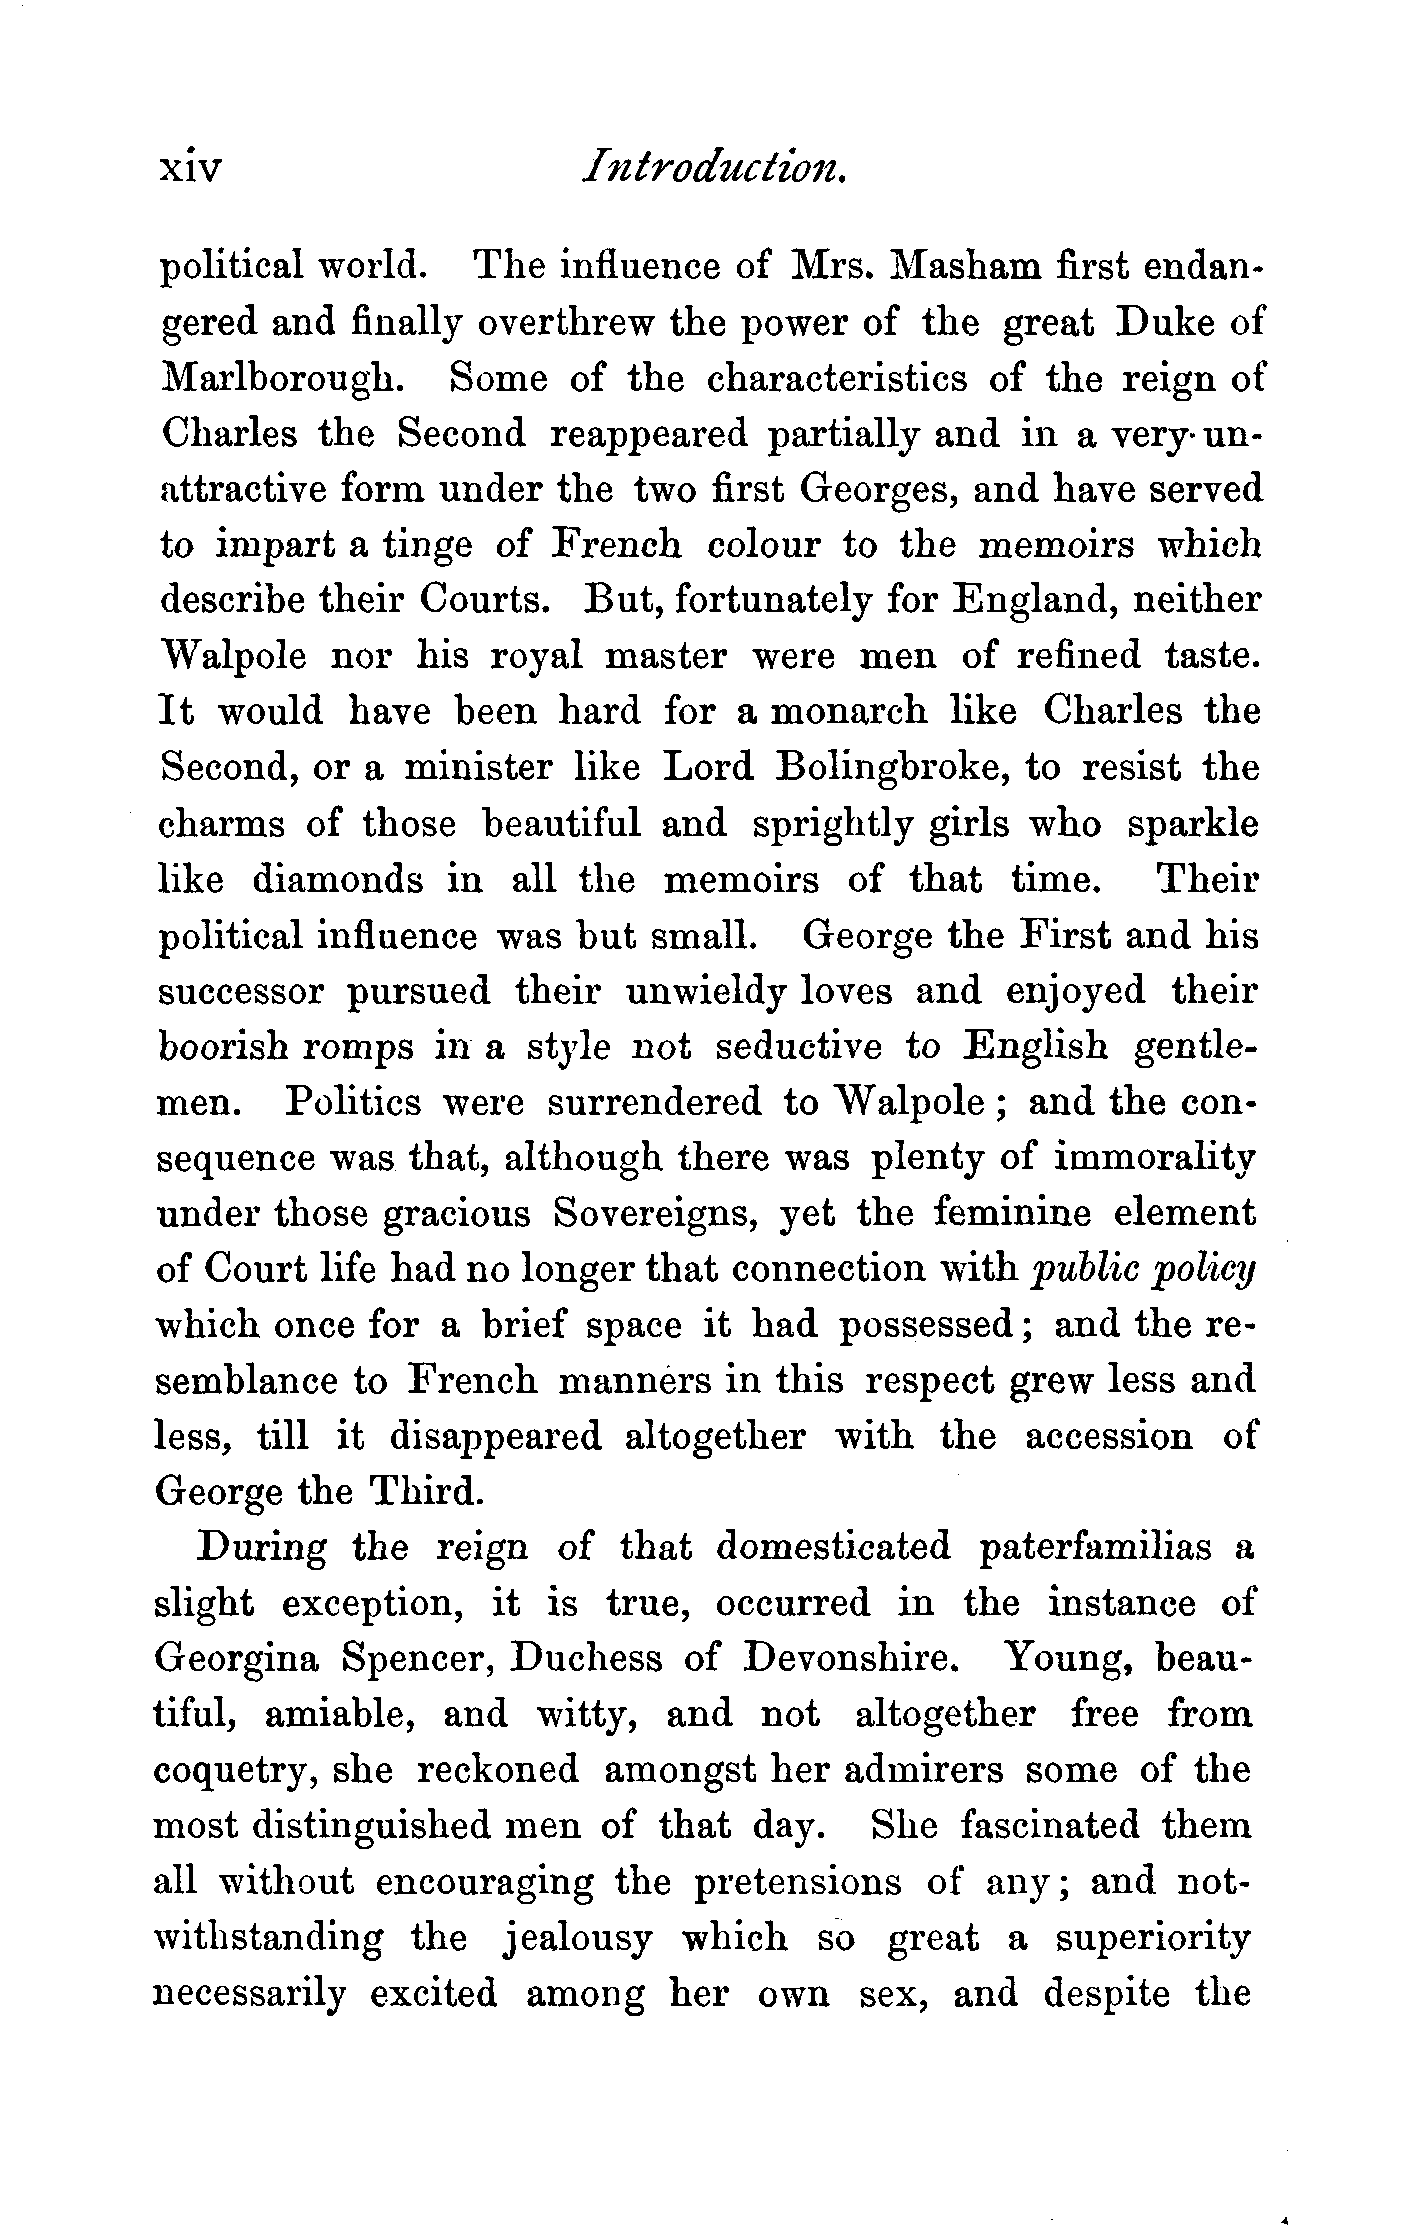 xiv Introduction.
political world. The influence of Mrs. Masham first endan-
gered and finally overthrew the power of the great Duke of
Marlborough. Some of the characteristics of the reign of
Charles the Second reappeared partially and in a very un-
attractive form under the two first Georges, and have served
to impart a tinge of French colour to the memoirs which
describe their Courts. But, fortunately for England, neither
Walpole nor his royal master were men of refined taste.
It would have been hard for a monarch like Charles the
Second, or a minister like Lord Bolingbroke, to resist the
charms of those beautiful and sprightly girls who sparkle
like diamonds in all the memoirs of that time. Their
political influence was but small. George the First and his
successor pursued their unwieldy loves and enjoyed their
boorish romps in a style not seductive to English gentle-
men. Politics were surrendered to Walpole; and the con-
sequence was that, although there was plenty of immorality
under those gracious Sovereigns, yet the feminine element
of Court life had no longer that connection with public policy
which once for a brief space it had possessed; and the re-
semblance to French manners in this respect grew less and
less, till it disappeared altogether with the accession of
George the Third.
During the reign of that domesticated paterfamilias a
slight exception, it is true, occurred in the instance of
Georgina Spencer, Duchess of Devonshire. Young, beau-
tiful, amiable, and witty, and not altogether free from
coquetry, she reckoned amongst her admirers some of the
most distinguished men of that day. She fascinated them
all without encouraging the pretensions of any; and not-
withstanding the jealousy which so great a superiority
necessarily excited among her own sex, and despite the